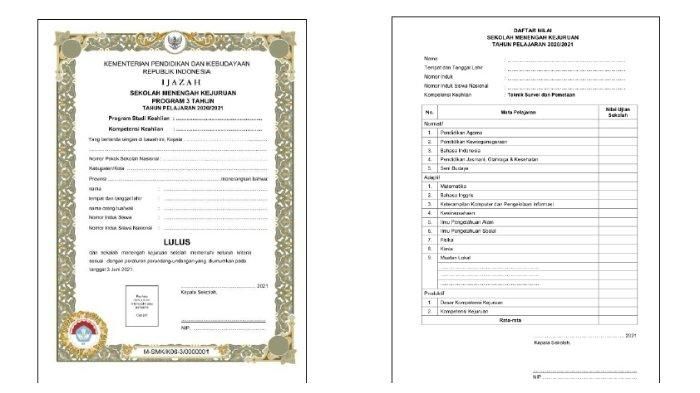 KEMENTERIAN PENDIDIKAN DAN KEBUDAYAAN
REPUBLIK INDONESIA
IJAZAH
SEKOLAH MENENGAH KEJURUAN
PROGRAM 3 TAHUN
TAHUN PELAJARAN 2020/2021
Program Studi Keahlian :
Kompetensi Keahlian :
Yang bertanda tangan di bawah ini, Kepala
Nomor Pokok Sekolah Nasional :
Kabupaten/Kota
Provinsi menerangkan bahwa:
nama :
tempat dan tanggal lahir :
nama orang tua/wali :
Nomor Induk Siswa :
Nomor Induk Siswa Nasional :
LULUS
dari sekolah menengah kejuruan setelah memenuhi seluruh kriteria
sesuai dengan peraturan perundang-undangan yang diumumkan pada
tanggal 3 Juni 2021.
2021
Kepala Sekolah,
NIP.
M-SMK/K06-3/0000001
DAFTAR NILAI
SEKOLAH MENENGAH KEJURUAN
TAHUN PELAJARAN 2020/2021
Nama :
Tempat dan Tanggal Lahir :
Nomor Induk :
Nomor Induk Siswa Nasional :
Kompetensi Keahlian : Teknik Survei dan Pemetaan
No. Mata Pelajaran Nilai Ujian Sekolah
Normatif
1. Pendidikan Agama
2. Pendidikan Kewarganegaraan
3. Bahasa Indonesia
4. Pendidikan Jasmani, Olahraga & Kesehatan
5. Seni Budaya
Adaptif
1. Matematika
2. Bahasa Inggris
3. Keterampilan Komputer dan Pengelolaan Informasi
4. Kewirausahaan
5. Ilmu Pengetahuan Alam
6. Ilmu Pengetahuan Sosial
7. Fisika
8. Kimia
9. Muatan Lokal
Produktif
1. Dasar Kompetensi Kejuruan
2. Kompetensi Kejuruan
Rata-rata
2021
Kepala Sekolah,
NIP